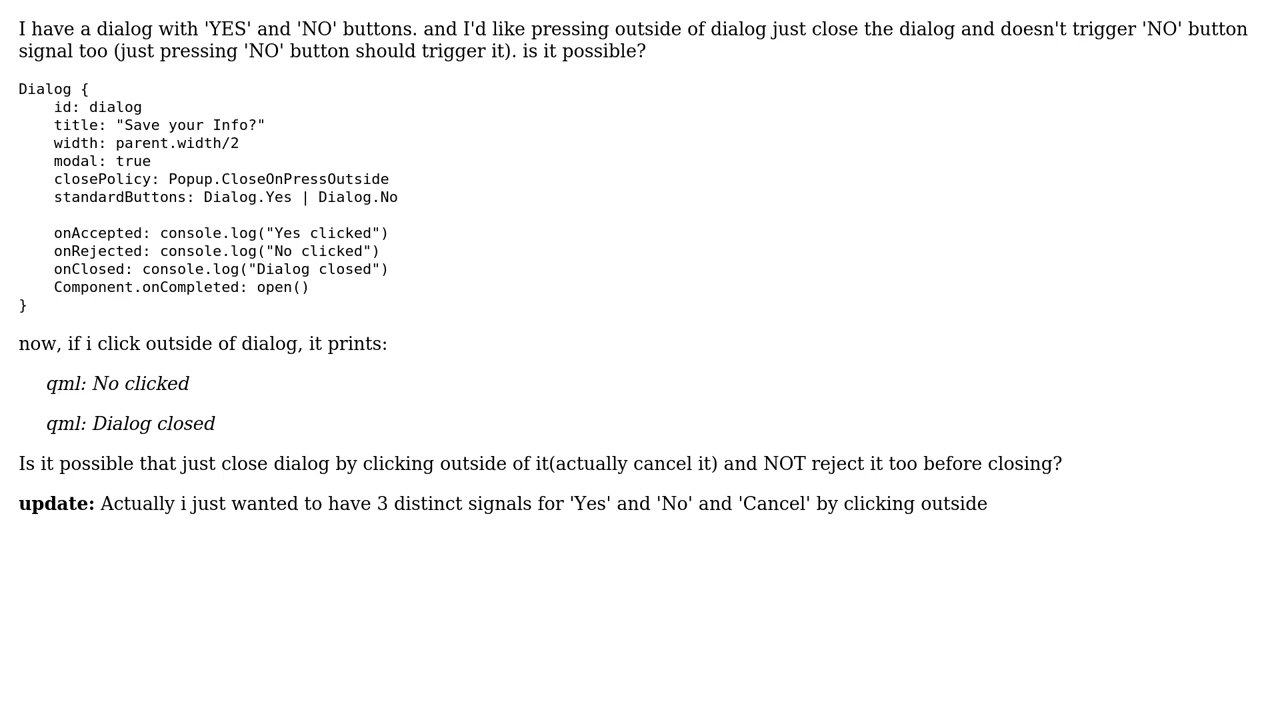 I have a dialog with 'YES' and 'NO' buttons. and I'd like pressing outside of dialog just close the dialog and doesn't trigger 'NO' button
signal too (just pressing 'NO' button should trigger it). is it possible?
Dialog {
    id: dialog
    title: "Save your Info?"
    width: parent.width/2
    modal: true
    closePolicy: Popup.CloseOnPressOutside
    standardButtons: Dialog.Yes | Dialog.No
    onAccepted: console.log("Yes clicked")
    onRejected: console.log("No clicked")
    onClosed: console.log("Dialog closed")
    Component.onCompleted: open()
}
now, if i click outside of dialog, it prints:
qml: No clicked
qml: Dialog closed
Is it possible that just close dialog by clicking outside of it(actually cancel it) and NOT reject it too before closing?
update: Actually i just wanted to have 3 distinct signals for 'Yes' and 'No' and 'Cancel' by clicking outside